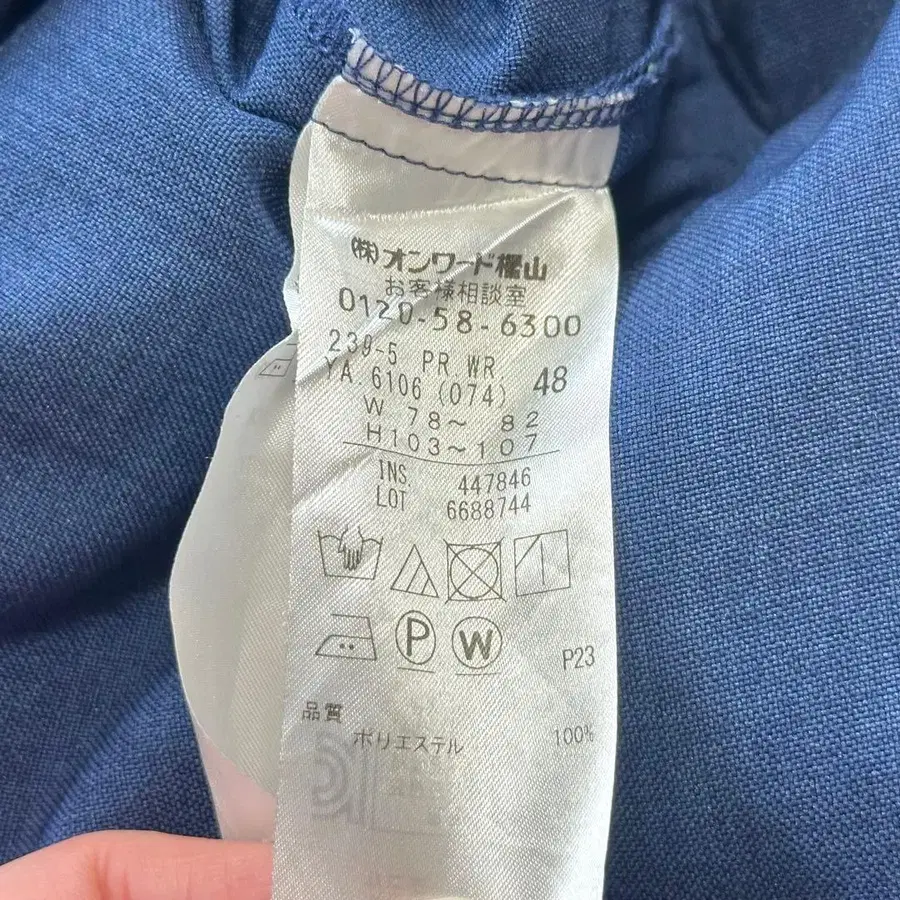 (株)オンワード樫山
お客様相談室
0120-58-6300
239-5 PR.WR
YA.6106 (074) 48
W 78～ 82
H103～107
INS. 447846
LOT 6688744
P W
P23
品質
ポリエステル 100%